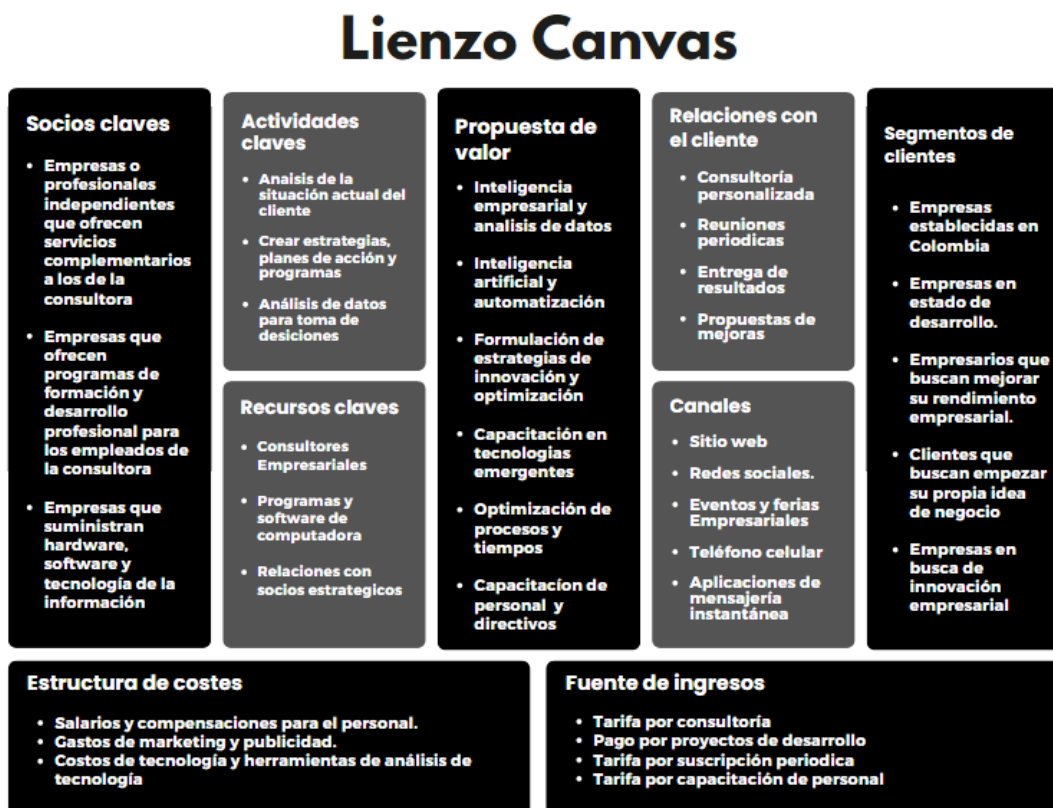 Lienzo Canvas
Socios claves
• Empresas o
profesionales
independientes
que ofrecen
servicios
complementarios
a los de la
consultora
• Empresas que
ofrecen
programas de
formación y
desarrollo
profesional para
los empleados de
la consultora
• Empresas que
suministran
hardware,
software y
tecnología de la
información
Actividades
claves
• Anaisis de la
situación actual del
cliente
• Crear estrategias,
planes de acción y
programas
• Análisis de datos
para toma de
desiciones
Recursos claves
• Consultores
Empresariales
• Programas y
software de
computadora
• Relaciones con
socios estrategicos
Propuesta de
valor
• Inteligencia
empresarial y
analisis de datos
• Inteligencia
artificial y
automatización
• Formulación de
estrategias de
innovación y
optimización
• Capacitación en
tecnologias
emergentes
• Optimización de
procesos y
tiempos
• Capacitacíon de
personal y
directivos
Relaciones con
el cliente
• Consultoría
personalizada
• Reuniones
periodicas
• Entrega de
resultados
• Propuestas de
mejoras
Canales
• Sitio web
• Redes sociales.
• Eventos y ferias
Empresariales
• Teléfono celular
• Aplicaciones de
mensajería
instantánea
Segmentos de
clientes
• Empresas
establecidas en
Colombia
• Empresas en
estado de
desarrollo.
• Empresarios que
buscan mejorar
su rendimiento
empresarial.
• Clientes que
buscan empezar
su propia idea
de negocio
• Empresas en
busca de
innovación
empresarial
Estructura de costes
• Salarios y compensaciones para el personal.
• Gastos de marketing y publicidad.
• Costos de tecnología y herramientas de análisis de
tecnología
Fuente de ingresos
• Tarifa por consultoría
• Pago por proyectos de desarrollo
• Tarifa por suscripción periodica
• Tarifa por capacitación de personal